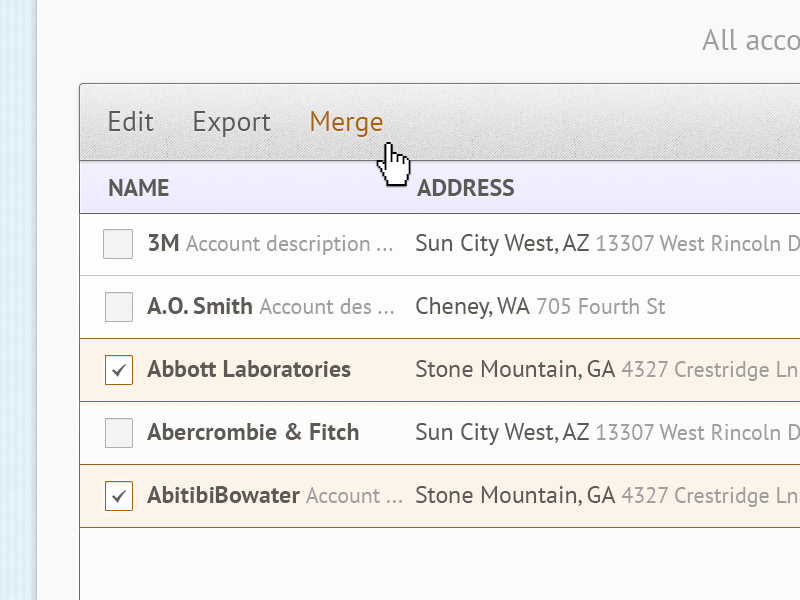 All acco
Edit Export Merge
NAME ADDRESS
3M Account description ... Sun City West, AZ 13307 West Rincoln D
A.O. Smith Account des ... Cheney, WA 705 Fourth St
Abbott Laboratories Stone Mountain, GA 4327 Crestridge Ln
Abercrombie & Fitch Sun City West, AZ 13307 West Rincoln D
AbitibiBowater Account ... Stone Mountain, GA 4327 Crestridge Ln